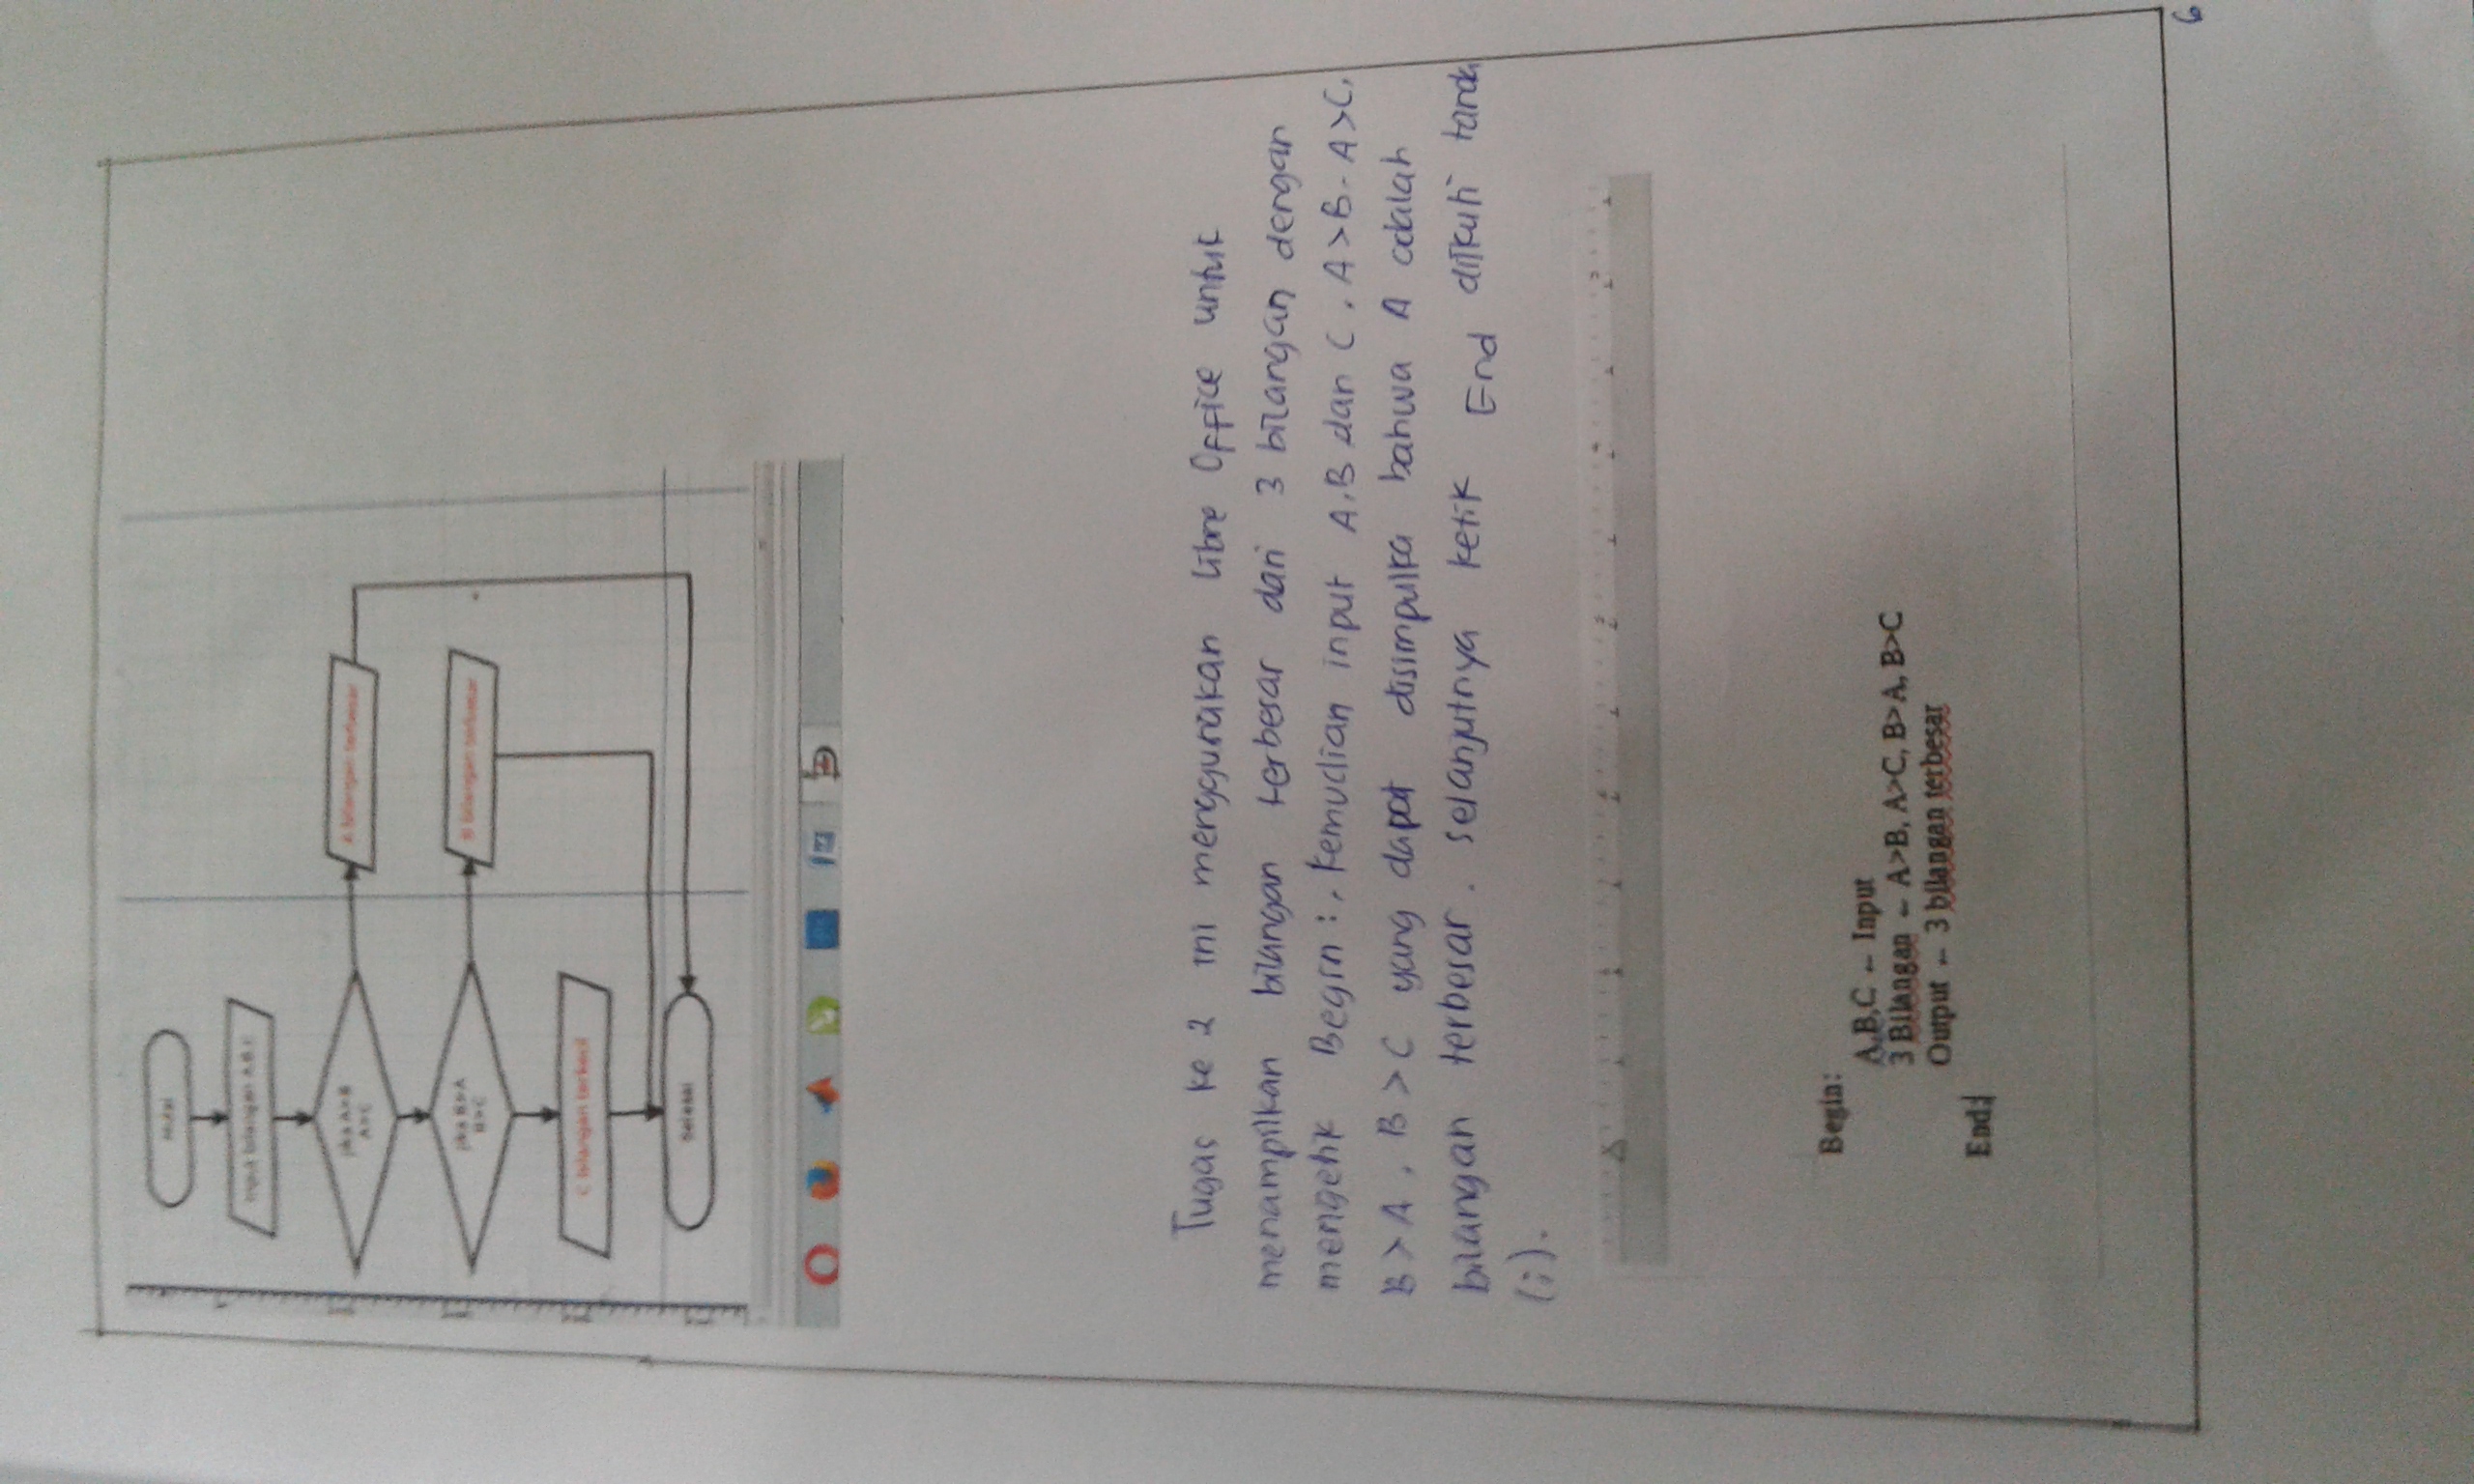 Mulai
Input bilangan A,B,C
jika A>B
A>C
A bilangan terbesar
jika B>A
B>C
B bilangan terbesar
C bilangan terkecil
Selesai
Tugas ke 2 ini menggunakan Libre Office untuk
menampilkan bilangan terbesar dari 3 bilangan dengan
mengetik Begin:, kemudian input A,B dan C, A>B, A>C,
B>A, B>C yang dapat disimpulka bahwa A adalah
bilangan terbesar. Selanjutnya ketik End diikuti tanda
(;).
Begin:
A,B,C ← Input
3 Bilangan ← A>B, A>C, B>A, B>C
Output ← 3 bilangan terbesar
End;
6